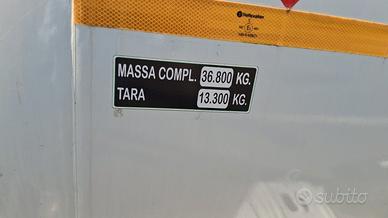 MASSA COMPL. 36.800 KG.
TARA 13.300 KG.
subito